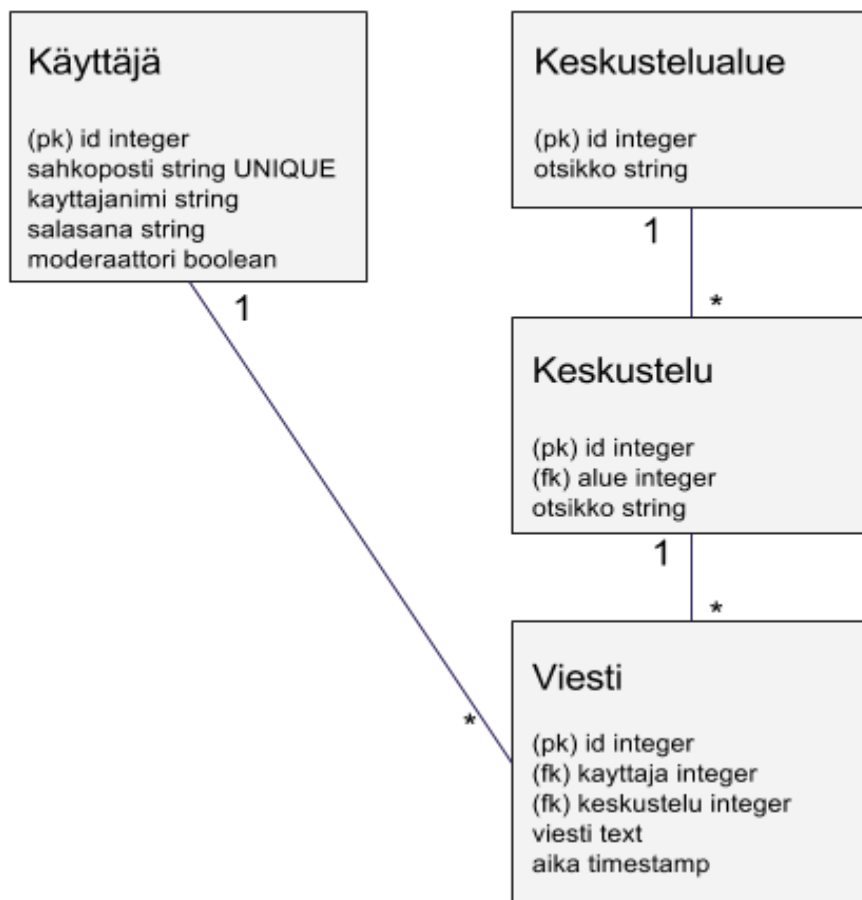 Käyttäjä
(pk) id integer
sahkoposti string UNIQUE
kayttajanimi string
salasana string
moderaattori boolean
1
*
Keskustelualue
(pk) id integer
otsikko string
1
*
Keskustelu
(pk) id integer
(fk) alue integer
otsikko string
1
*
Viesti
(pk) id integer
(fk) kayttaja integer
(fk) keskustelu integer
viesti text
aika timestamp